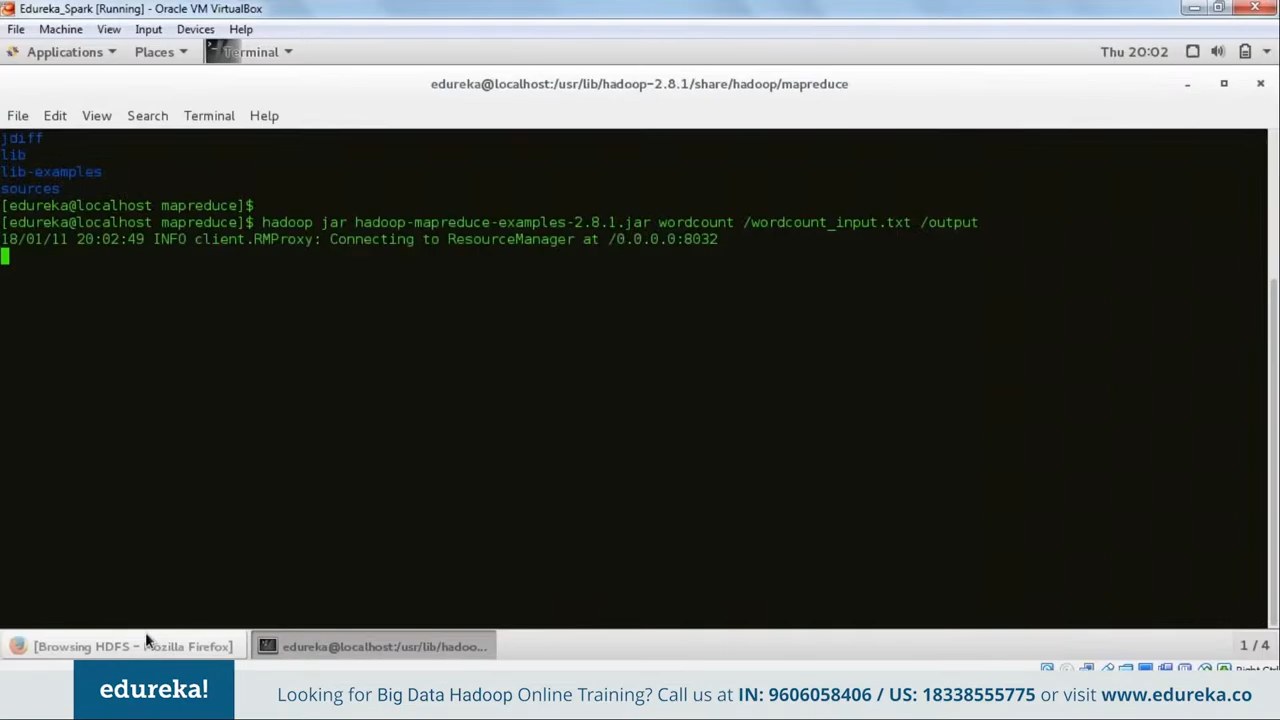 Edureka_Spark [Running] - Oracle VM VirtualBox
File Machine View Input Devices Help
Applications Places Terminal Thu 20:02
edureka@localhost:/usr/lib/hadoop-2.8.1/share/hadoop/mapreduce
File Edit View Search Terminal Help
jdiff
lib
lib-examples
sources
[edureka@localhost mapreduce]$
[edureka@localhost mapreduce]$ hadoop jar hadoop-mapreduce-examples-2.8.1.jar wordcount /wordcount_input.txt /output
18/01/11 20:02:49 INFO client.RMProxy: Connecting to ResourceManager at /0.0.0.0:8032
[Browsing HDFS - Mozilla Firefox] edureka@localhost:/usr/lib/hadoo... 1 / 4
Right Ctrl
edureka! Looking for Big Data Hadoop Online Training? Call us at IN: 9606058406 / US: 18338555775 or visit www.edureka.co